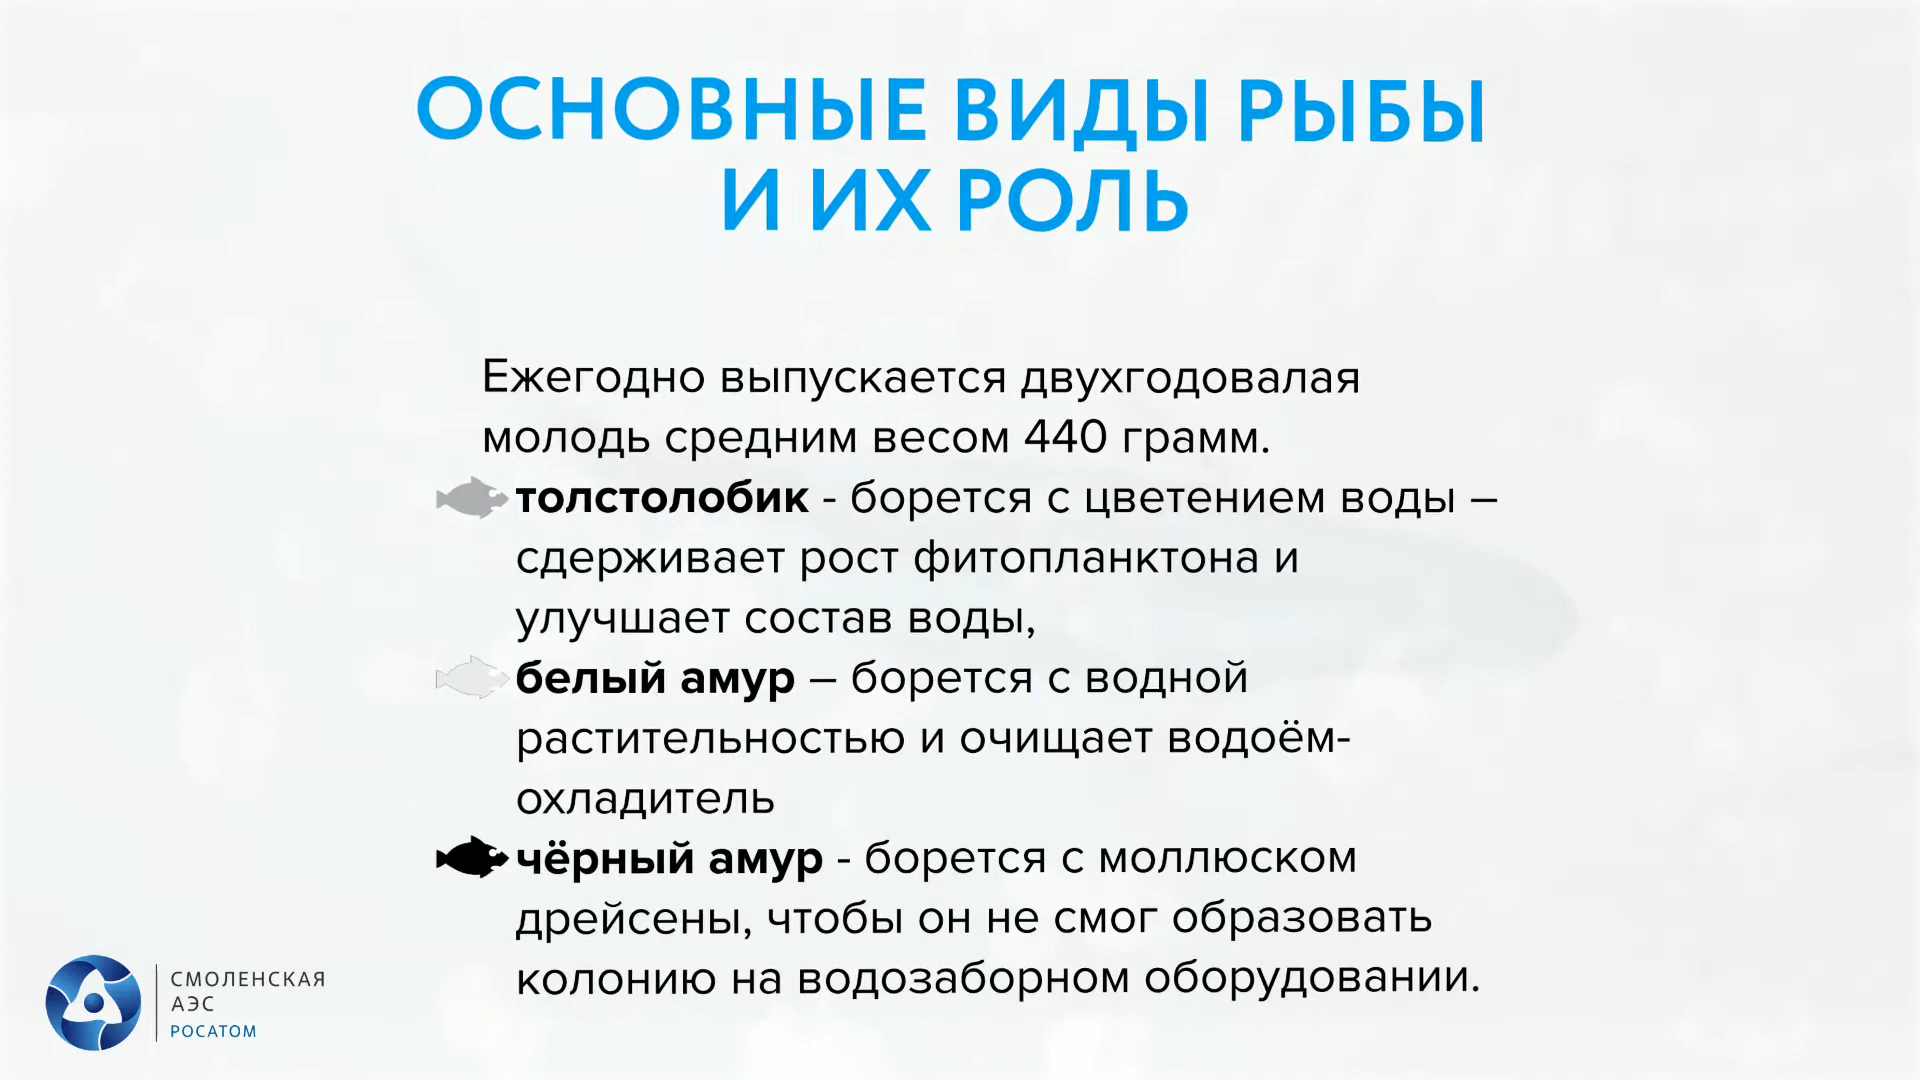 ОСНОВНЫЕ ВИДЫ РЫБЫ
И ИХ РОЛЬ
Ежегодно выпускается двухгодовалая
молодь средним весом 440 грамм.
толстолобик - борется с цветением воды –
сдерживает рост фитопланктона и
улучшает состав воды,
белый амур – борется с водной
растительностью и очищает водоём-
охладитель
чёрный амур - борется с моллюском
дрейсены, чтобы он не смог образовать
колонию на водозаборном оборудовании.
СМОЛЕНСКАЯ
АЭС
РОСАТОМ